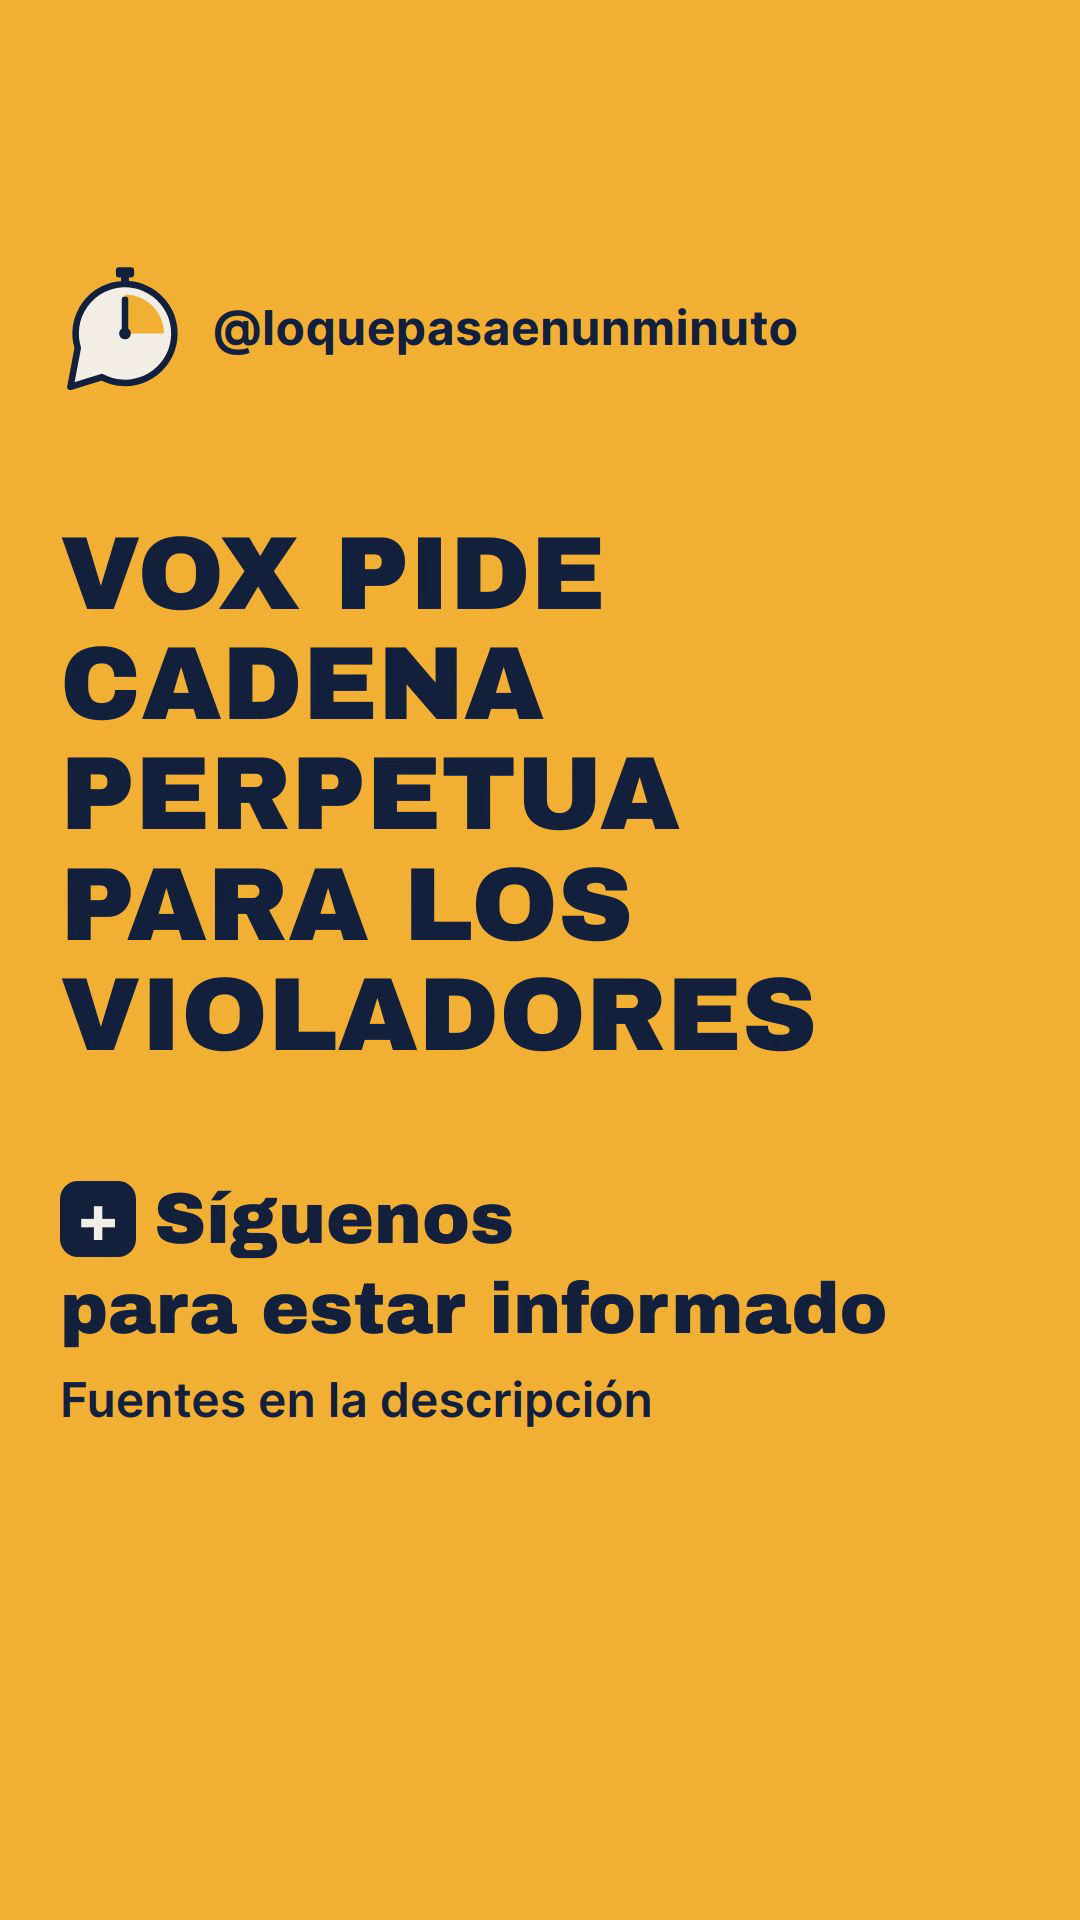 @loquepasaenunminuto
VOX PIDE
CADENA
PERPETUA
PARA LOS
VIOLADORES
+ Síguenos
para estar informado
Fuentes en la descripción